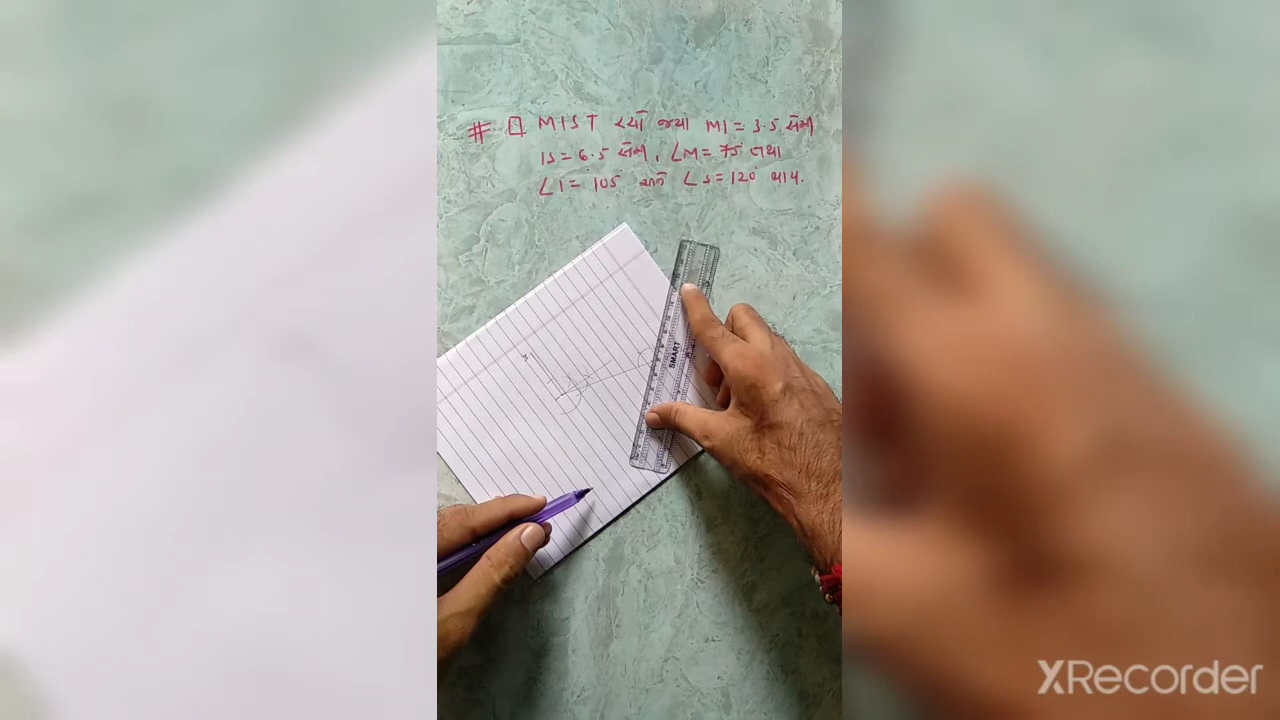 # □ MIST રચો જ્યાં MI = 3.5 સેમી
IS = 6.5 સેમી, ∠M = 75° તથા
∠I = 105° અને ∠S = 120° થાય.
SMART
M
XRecorder